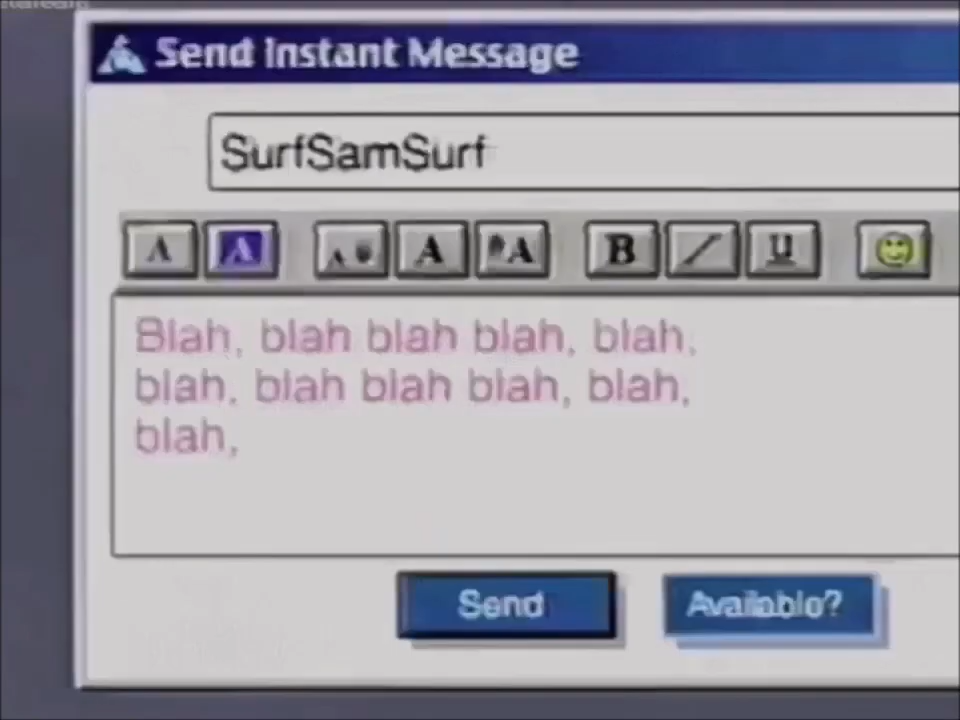 Send Instant Message
SurfSamSurf
A A A A A B / U
Blah, blah blah blah, blah,
blah, blah blah blah, blah,
blah,
Send Available?